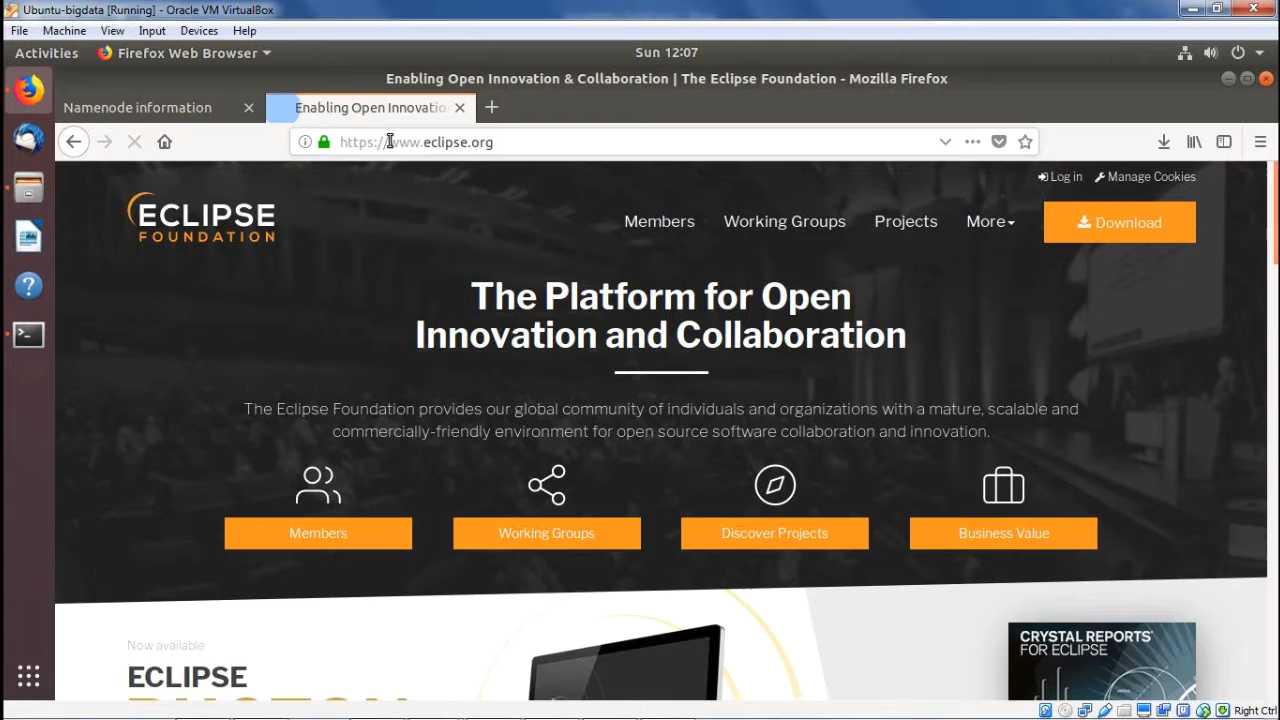 Ubuntu-bigdata [Running] - Oracle VM VirtualBox
File Machine View Input Devices Help
Activities Firefox Web Browser Sun 12:07
Enabling Open Innovation & Collaboration | The Eclipse Foundation - Mozilla Firefox
Namenode information Enabling Open Innovatio
https://www.eclipse.org
Log in Manage Cookies
ECLIPSE
FOUNDATION
Members Working Groups Projects More Download
The Platform for Open
Innovation and Collaboration
The Eclipse Foundation provides our global community of individuals and organizations with a mature, scalable and
commercially-friendly environment for open source software collaboration and innovation.
Members Working Groups Discover Projects Business Value
Now available
ECLIPSE
CRYSTAL REPORTS
FOR ECLIPSE
Right Ctrl